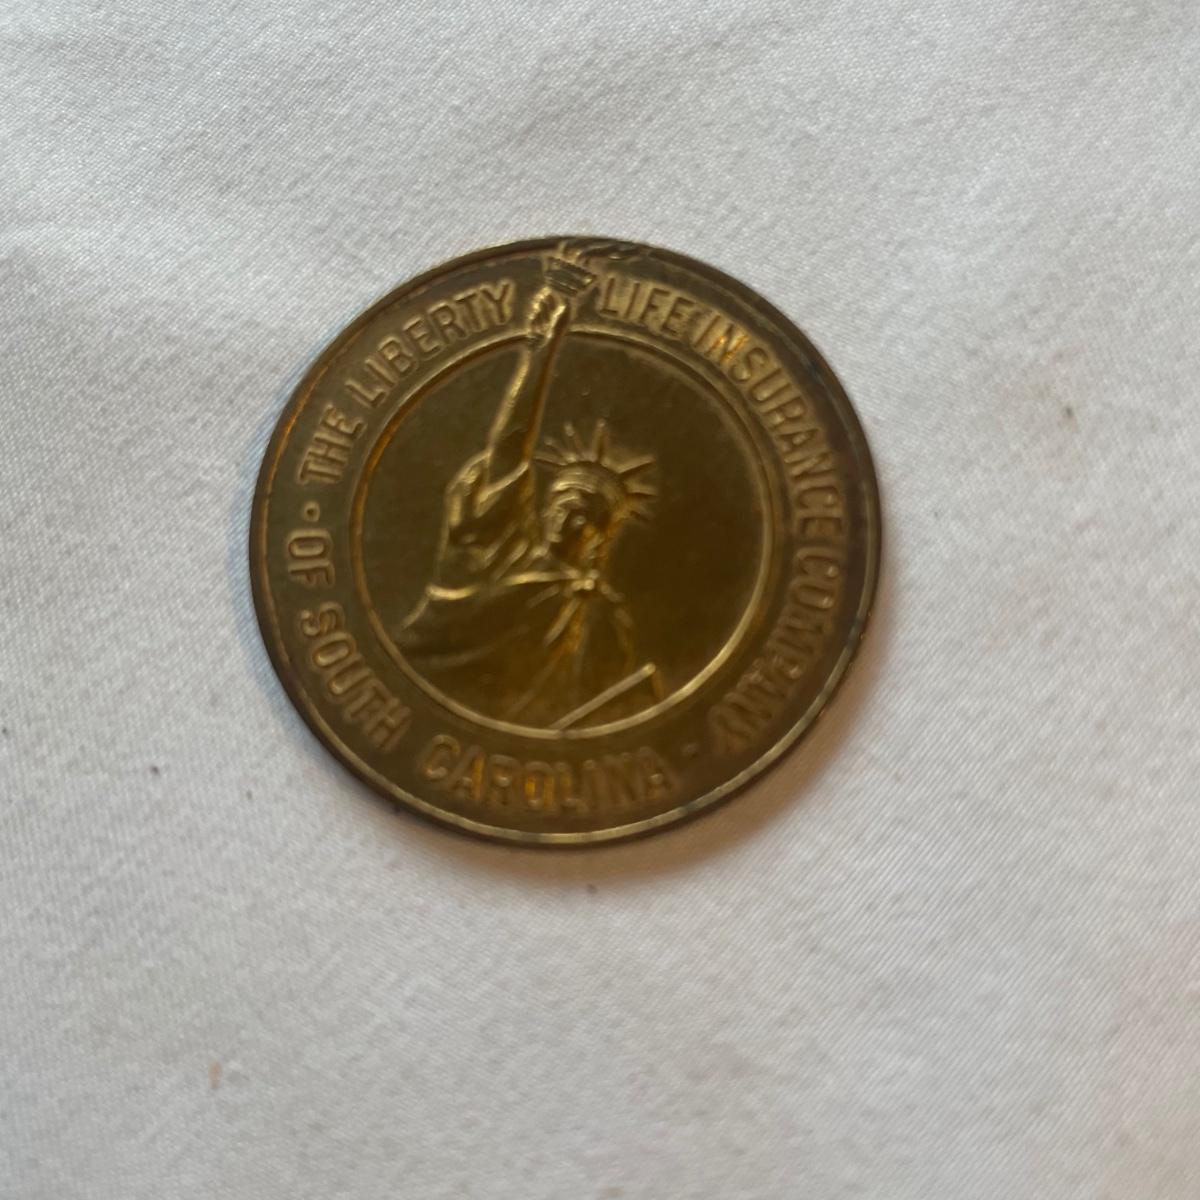 THE LIBERTY LIFE INSURANCE COMPANY
• OF SOUTH CAROLINA •